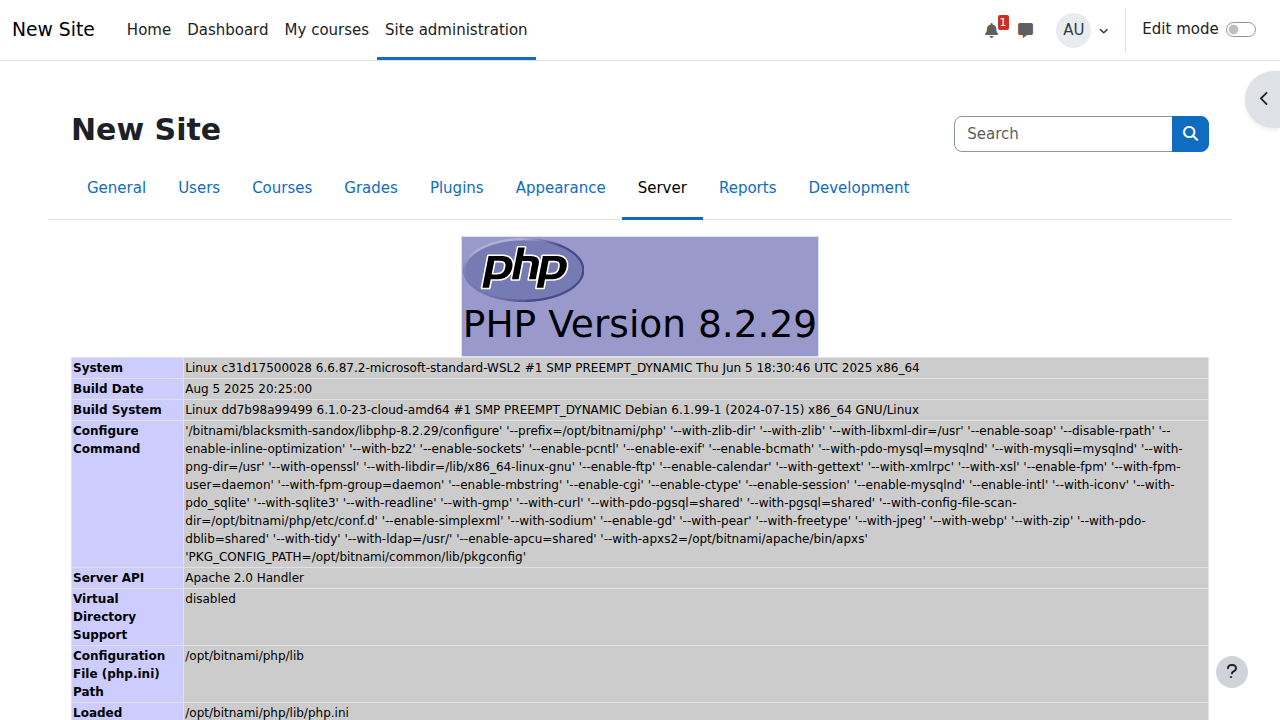 New Site
Home
Dashboard
My courses
Site administration
1
AU
Edit mode
New Site
Search
General
Users
Courses
Grades
Plugins
Appearance
Server
Reports
Development
php
PHP Version 8.2.29
System
Linux c31d17500028 6.6.87.2-microsoft-standard-WSL2 #1 SMP PREEMPT_DYNAMIC Thu Jun 5 18:30:46 UTC 2025 x86_64
Build Date
Aug 5 2025 20:25:00
Build System
Linux dd7b98a99499 6.1.0-23-cloud-amd64 #1 SMP PREEMPT_DYNAMIC Debian 6.1.99-1 (2024-07-15) x86_64 GNU/Linux
Configure
Command
'/bitnami/blacksmith-sandox/libphp-8.2.29/configure' '--prefix=/opt/bitnami/php' '--with-zlib-dir' '--with-zlib' '--with-libxml-dir=/usr' '--enable-soap' '--disable-rpath' '--
enable-inline-optimization' '--with-bz2' '--enable-sockets' '--enable-pcntl' '--enable-exif' '--enable-bcmath' '--with-pdo-mysql=mysqlnd' '--with-mysqli=mysqlnd' '--with-
png-dir=/usr' '--with-openssl' '--with-libdir=/lib/x86_64-linux-gnu' '--enable-ftp' '--enable-calendar' '--with-gettext' '--with-xmlrpc' '--with-xsl' '--enable-fpm' '--with-fpm-
user=daemon' '--with-fpm-group=daemon' '--enable-mbstring' '--enable-cgi' '--enable-ctype' '--enable-session' '--enable-mysqlnd' '--enable-intl' '--with-iconv' '--with-
pdo_sqlite' '--with-sqlite3' '--with-readline' '--with-gmp' '--with-curl' '--with-pdo-pgsql=shared' '--with-pgsql=shared' '--with-config-file-scan-
dir=/opt/bitnami/php/etc/conf.d' '--enable-simplexml' '--with-sodium' '--enable-gd' '--with-pear' '--with-freetype' '--with-jpeg' '--with-webp' '--with-zip' '--with-pdo-
dblib=shared' '--with-tidy' '--with-ldap=/usr/' '--enable-apcu=shared' '--with-apxs2=/opt/bitnami/apache/bin/apxs'
'PKG_CONFIG_PATH=/opt/bitnami/common/lib/pkgconfig'
Server API
Apache 2.0 Handler
Virtual
Directory
Support
disabled
Configuration
File (php.ini)
Path
/opt/bitnami/php/lib
Loaded
/opt/bitnami/php/lib/php.ini
?